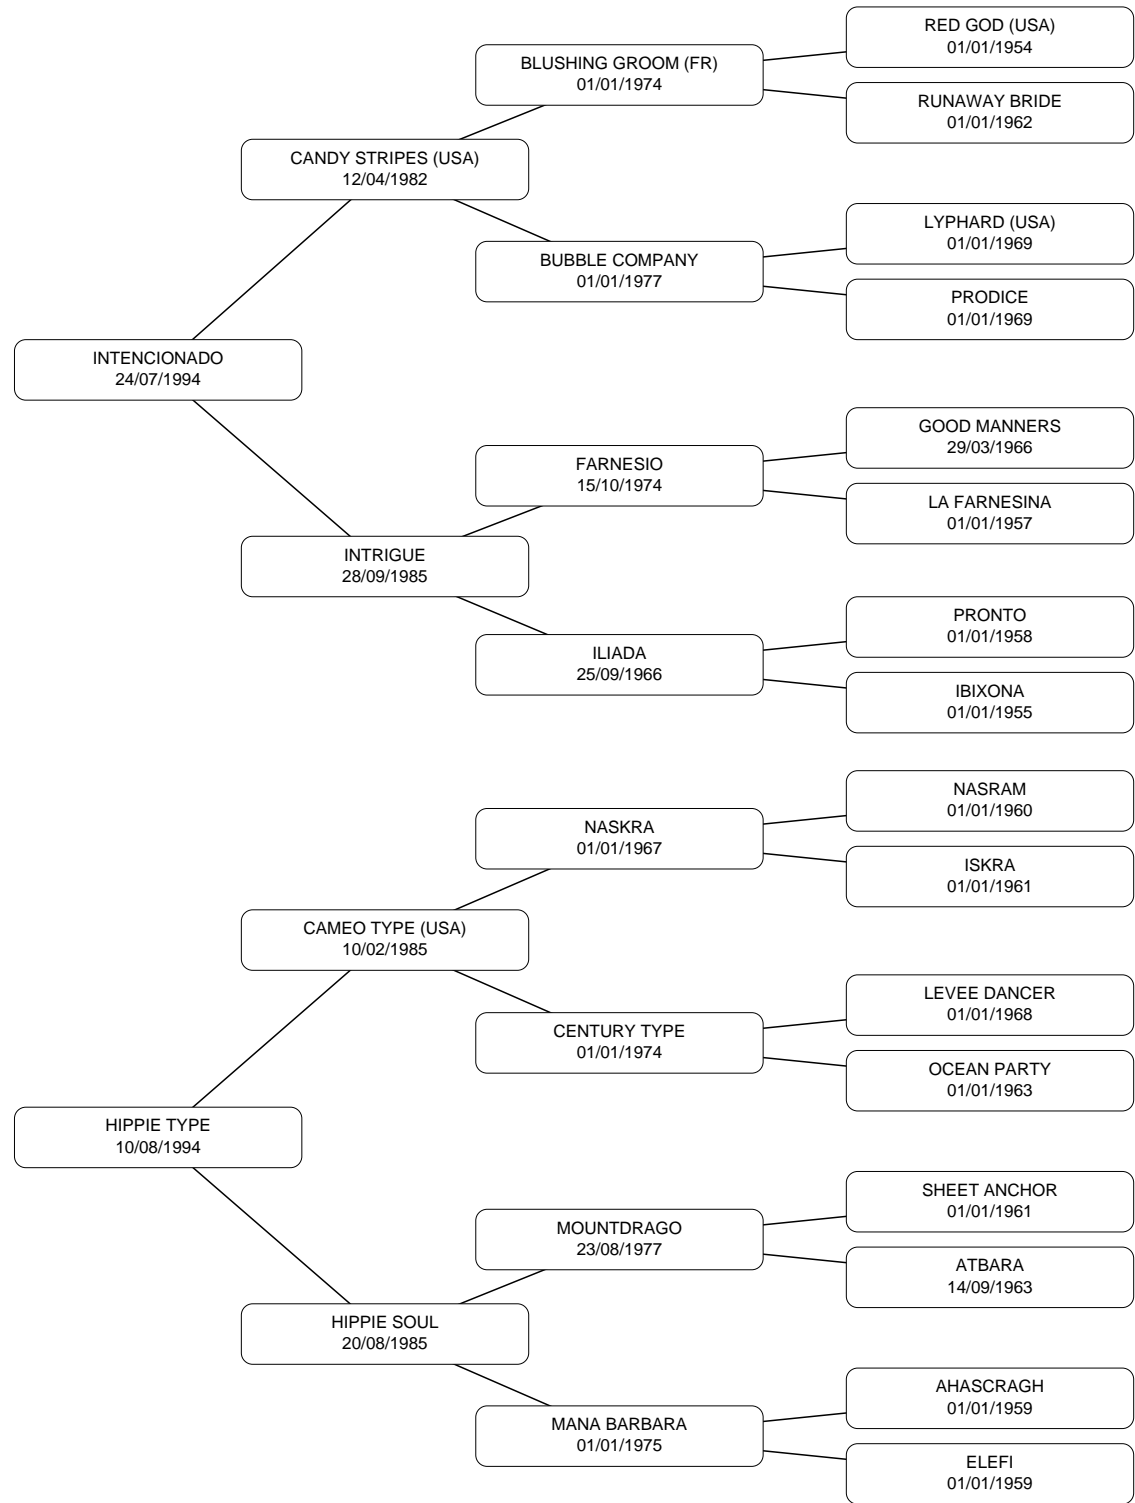 RED GOD (USA)
01/01/1954
BLUSHING GROOM (FR)
01/01/1974
RUNAWAY BRIDE
01/01/1962
CANDY STRIPES (USA)
12/04/1982
LYPHARD (USA)
01/01/1969
BUBBLE COMPANY
01/01/1977
PRODICE
01/01/1969
INTENCIONADO
24/07/1994
GOOD MANNERS
29/03/1966
FARNESIO
15/10/1974
LA FARNESINA
01/01/1957
INTRIGUE
28/09/1985
PRONTO
01/01/1958
ILIADA
25/09/1966
IBIXONA
01/01/1955
NASRAM
01/01/1960
NASKRA
01/01/1967
ISKRA
01/01/1961
CAMEO TYPE (USA)
10/02/1985
LEVEE DANCER
01/01/1968
CENTURY TYPE
01/01/1974
OCEAN PARTY
01/01/1963
HIPPIE TYPE
10/08/1994
SHEET ANCHOR
01/01/1961
MOUNTDRAGO
23/08/1977
ATBARA
14/09/1963
HIPPIE SOUL
20/08/1985
AHASCRAGH
01/01/1959
MANA BARBARA
01/01/1975
ELEFI
01/01/1959